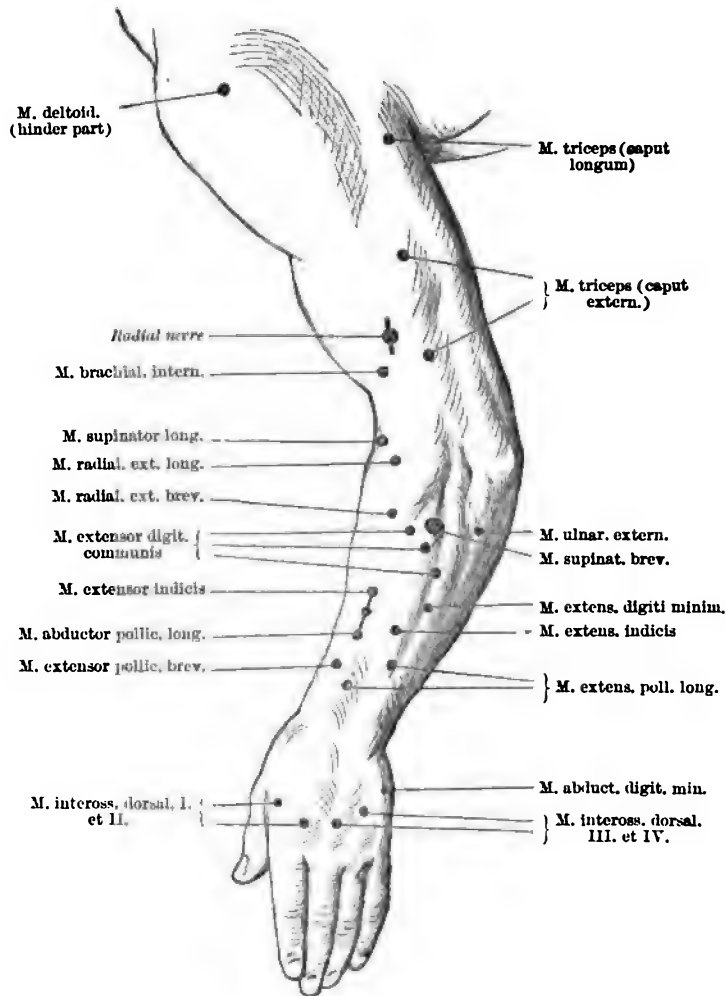 M. deltoid.
(hinder part)
M. triceps (caput
longum)
M. triceps (caput
extern.)
Radial nerve
M. brachial. intern.
M. supinator long.
M. radial. ext. long.
M. radial. ext. brev.
M. extensor digit.
communis
M. ulnar. extern.
M. supinat. brev.
M. extensor indicis
M. extens. digiti minim.
M. abductor pollic. long.
M. extens. indicis
M. extensor pollic. brev.
M. extens. poll. long.
M. abduct. digit. min.
M. inteross. dorsal. I.
et II.
M. inteross. dorsal.
III. et IV.